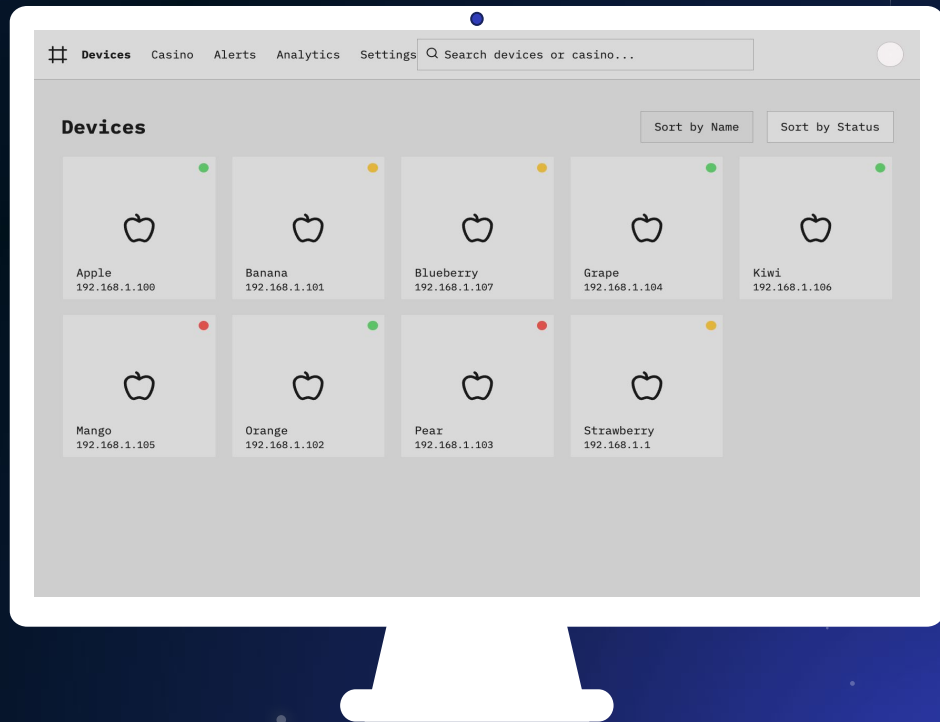 Devices Casino Alerts Analytics Settings Search devices or casino...
Devices Sort by Name Sort by Status
Apple
192.168.1.100
Banana
192.168.1.101
Blueberry
192.168.1.107
Grape
192.168.1.104
Kiwi
192.168.1.106
Mango
192.168.1.105
Orange
192.168.1.102
Pear
192.168.1.103
Strawberry
192.168.1.1